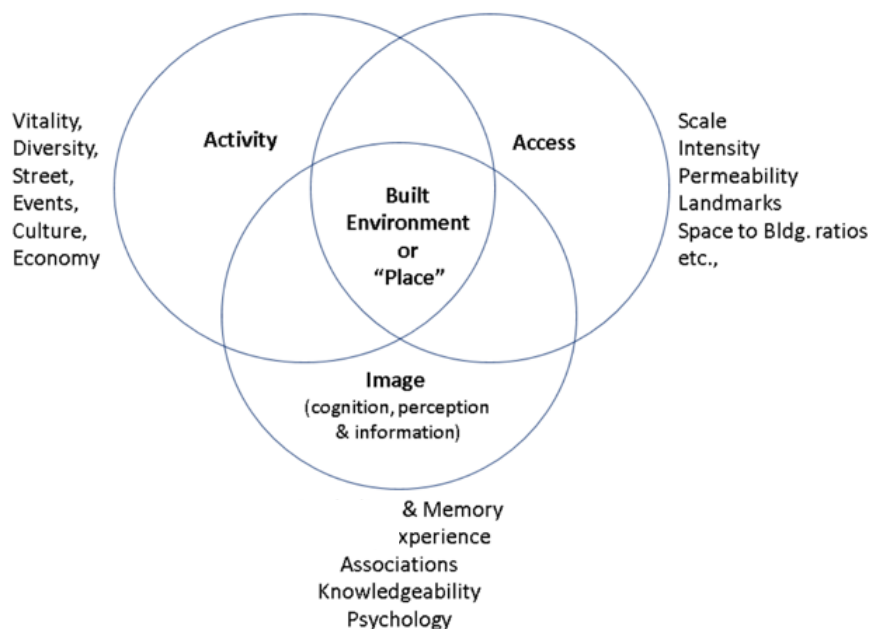 Vitality,
Diversity,
Street,
Events,
Culture,
Economy
Activity
Access
Scale
Intensity
Permeability
Landmarks
Space to Bldg. ratios
etc.,
Built
Environment
or
“Place”
Image
(cognition, perception
& information)
& Memory
xperience
Associations
Knowledgeability
Psychology